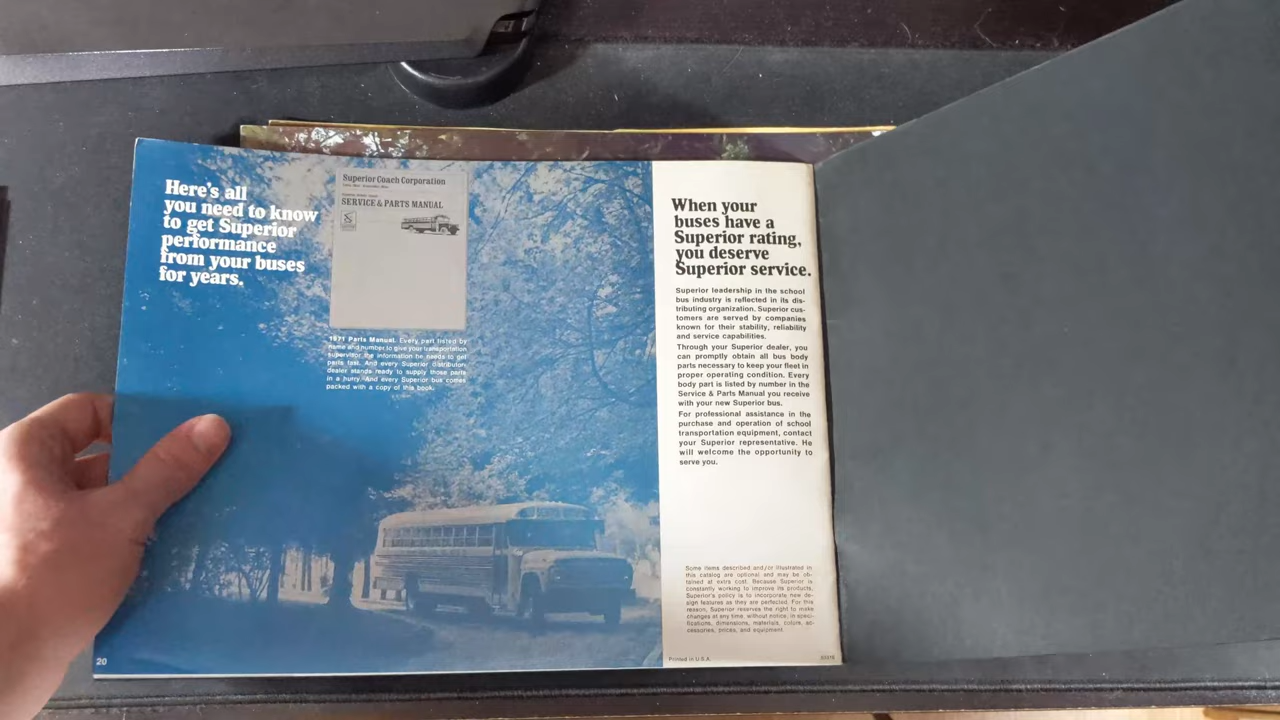 Here's all
you need to know
to get Superior
performance
from your buses
for years.
Superior Coach Corporation
SERVICE & PARTS MANUAL
1971 Parts Manual. Every part listed by
name and number to give your transportation
supervisor the information he needs to get
parts fast. And every Superior distributor/
dealer stands ready to supply those parts
in a hurry. And every Superior bus comes
packed with a copy of this book.
20
When your
buses have a
Superior rating,
you deserve
Superior service.
Superior leadership in the school
bus industry is reflected in its dis-
tributing organization. Superior cus-
tomers are served by companies
known for their stability, reliability
and service capabilities.
Through your Superior dealer, you
can promptly obtain all bus body
parts necessary to keep your fleet in
proper operating condition. Every
body part is listed by number in the
Service & Parts Manual you receive
with your new Superior bus.
For professional assistance in the
purchase and operation of school
transportation equipment, contact
your Superior representative. He
will welcome the opportunity to
serve you.
Some items described and/or illustrated in
this catalog are optional and may be ob-
tained at extra cost. Because Superior is
constantly working to improve its products,
Superior's policy is to incorporate new de-
sign features as they are perfected. For this
reason, Superior reserves the right to make
changes at any time, without notice, in speci-
fications, dimensions, materials, colors, ac-
cessories, prices, and equipment.
Printed in U.S.A.